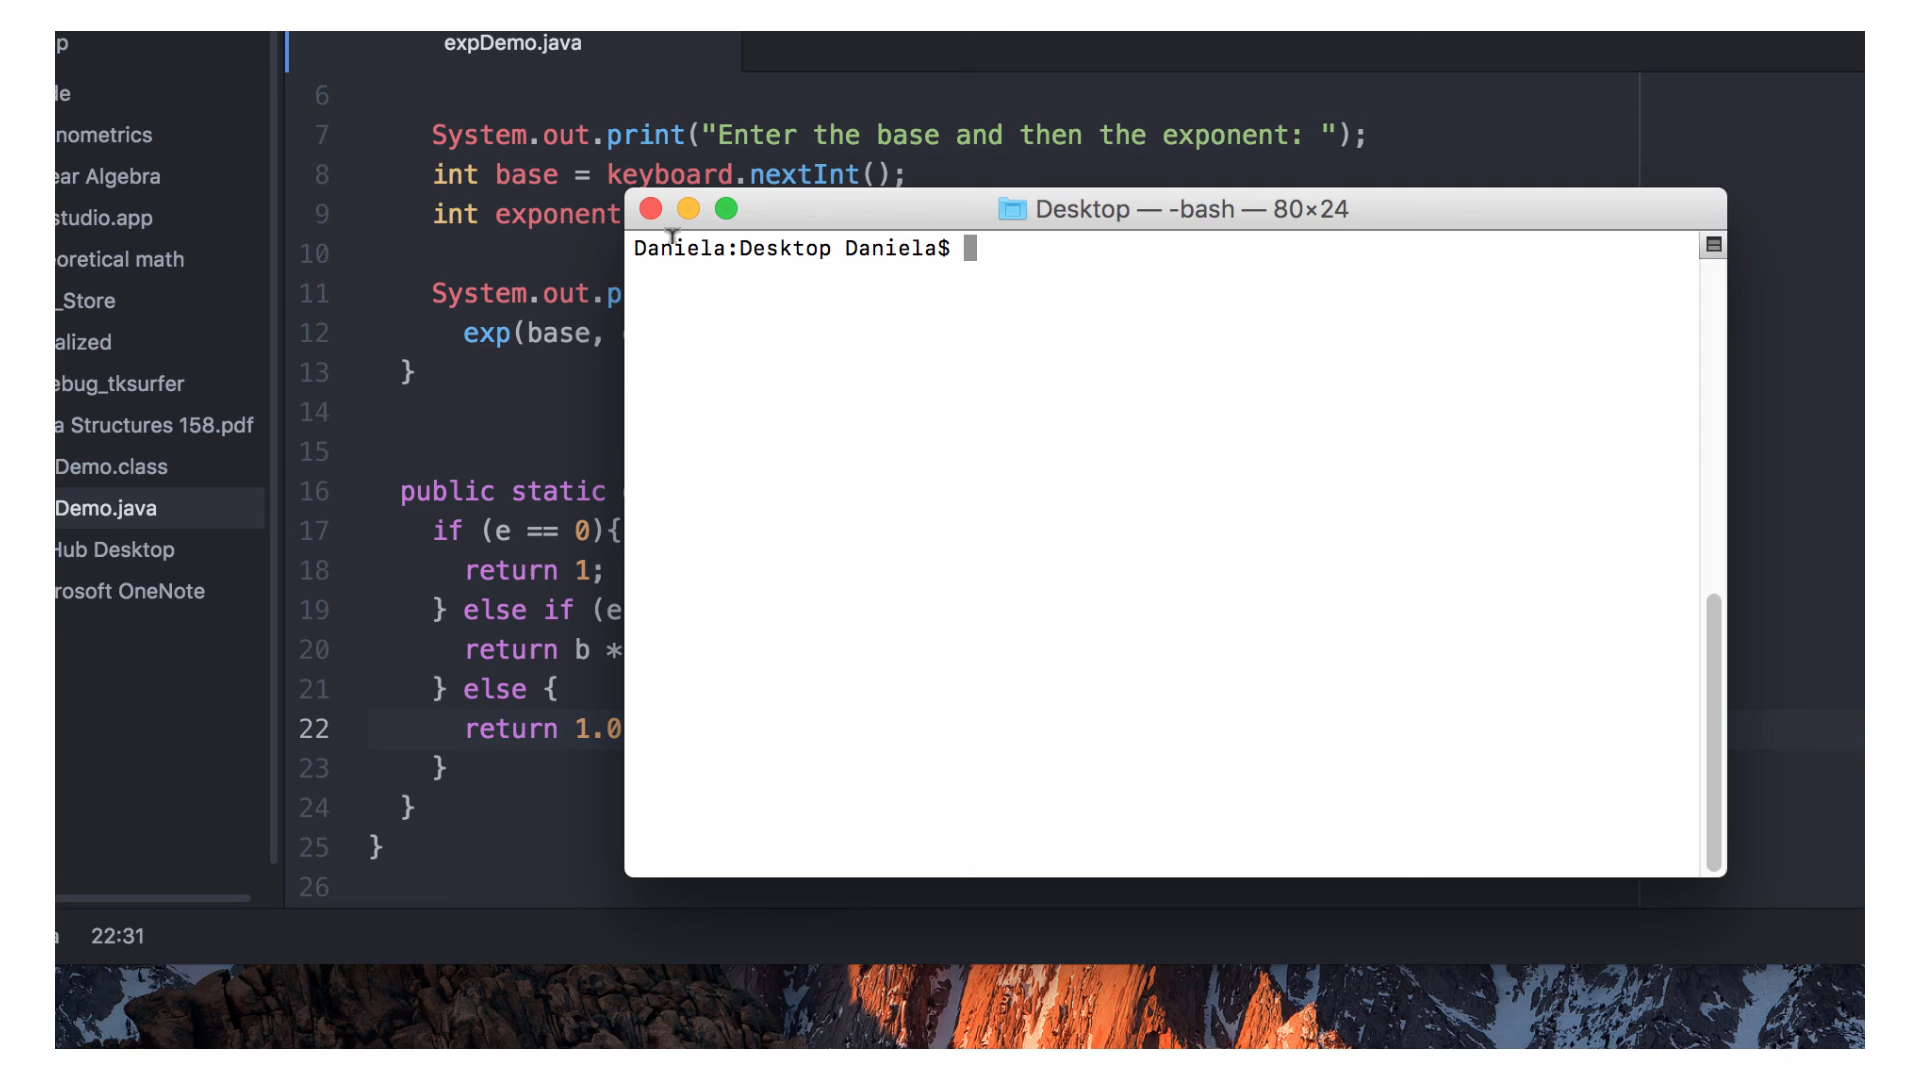 p
expDemo.java
le
nometrics
ear Algebra
studio.app
oretical math
_Store
alized
ebug_tksurfer
a Structures 158.pdf
Demo.class
Demo.java
Hub Desktop
rosoft OneNote
6
7 System.out.print("Enter the base and then the exponent: ");
8 int base = keyboard.nextInt();
9 int exponent
10
11 System.out.p
12 exp(base,
13 }
14
15
16 public static
17 if (e == 0){
18 return 1;
19 } else if (e
20 return b *
21 } else {
22 return 1.0
23 }
24 }
25 }
26
Desktop — -bash — 80×24
Daniela:Desktop Daniela$
a 22:31